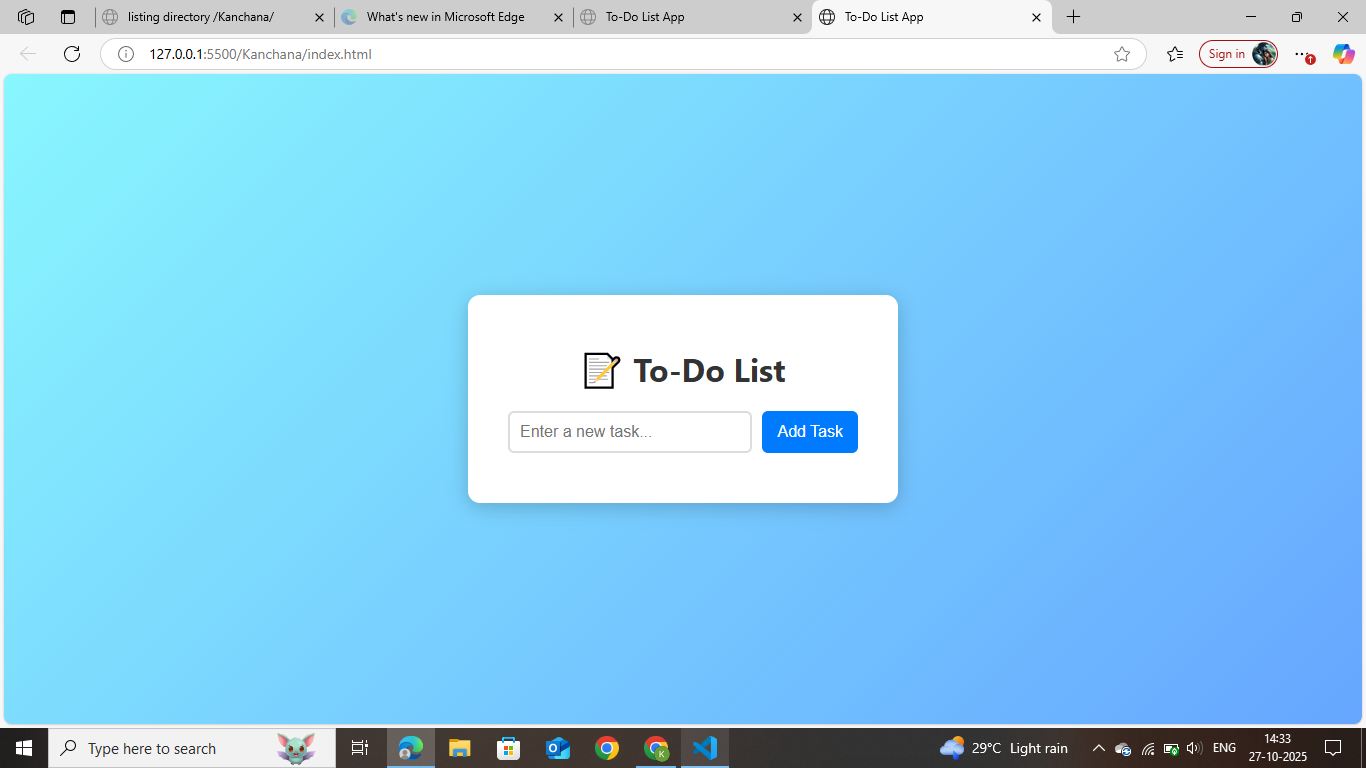 listing directory /Kanchana/
What's new in Microsoft Edge
To-Do List App
To-Do List App
127.0.0.1:5500/Kanchana/index.html
Sign in
To-Do List
Enter a new task...
Add Task
Type here to search
29°C Light rain
ENG
14:33
27-10-2025